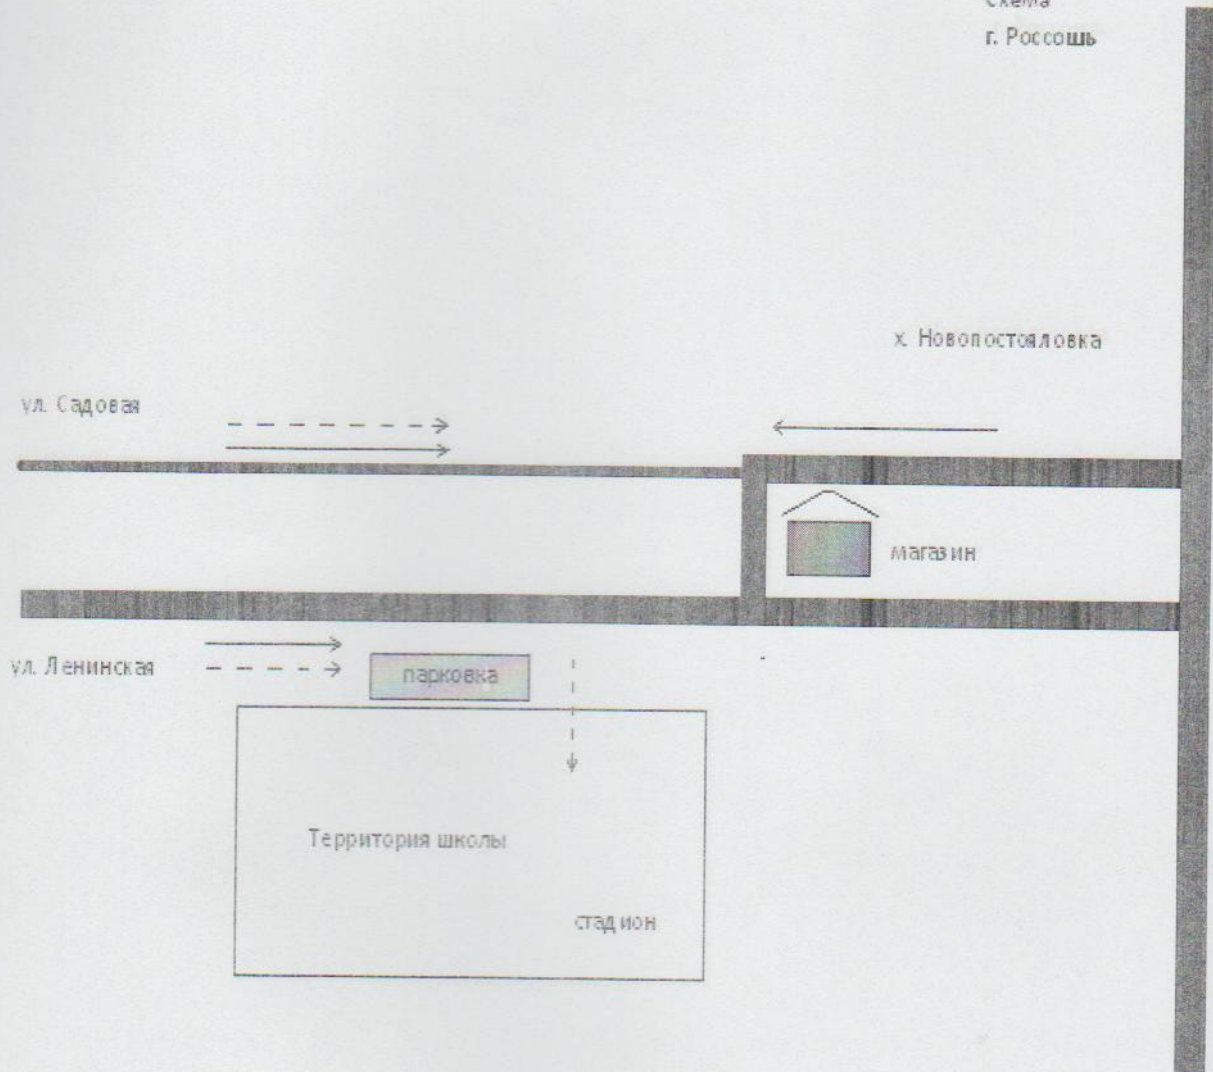 Схема
г. Россошь
х. Новопостояловка
ул. Садовая
магазин
ул. Ленинская
парковка
Территория школы
стадион